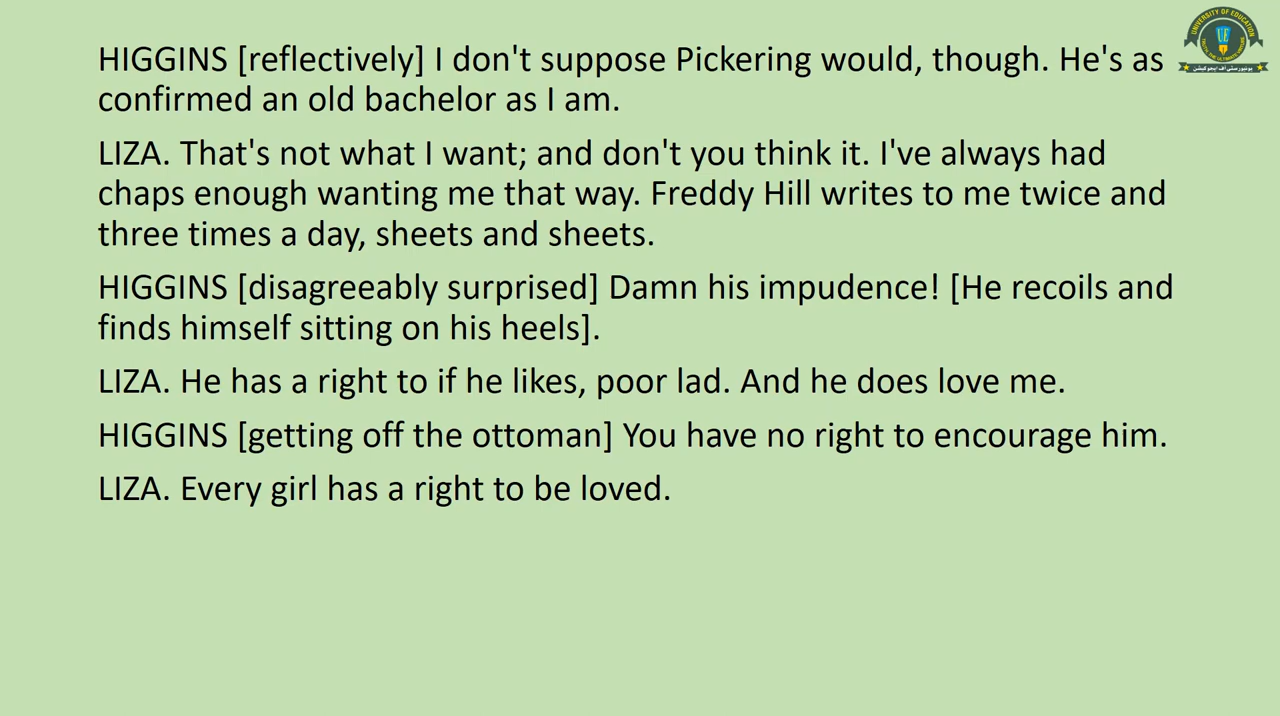 HIGGINS [reflectively] I don't suppose Pickering would, though. He's as
confirmed an old bachelor as I am.
LIZA. That's not what I want; and don't you think it. I've always had
chaps enough wanting me that way. Freddy Hill writes to me twice and
three times a day, sheets and sheets.
HIGGINS [disagreeably surprised] Damn his impudence! [He recoils and
finds himself sitting on his heels].
LIZA. He has a right to if he likes, poor lad. And he does love me.
HIGGINS [getting off the ottoman] You have no right to encourage him.
LIZA. Every girl has a right to be loved.
UNIVERSITY OF EDUCATION
UE
یونیورسٹی آف ایجوکیشن